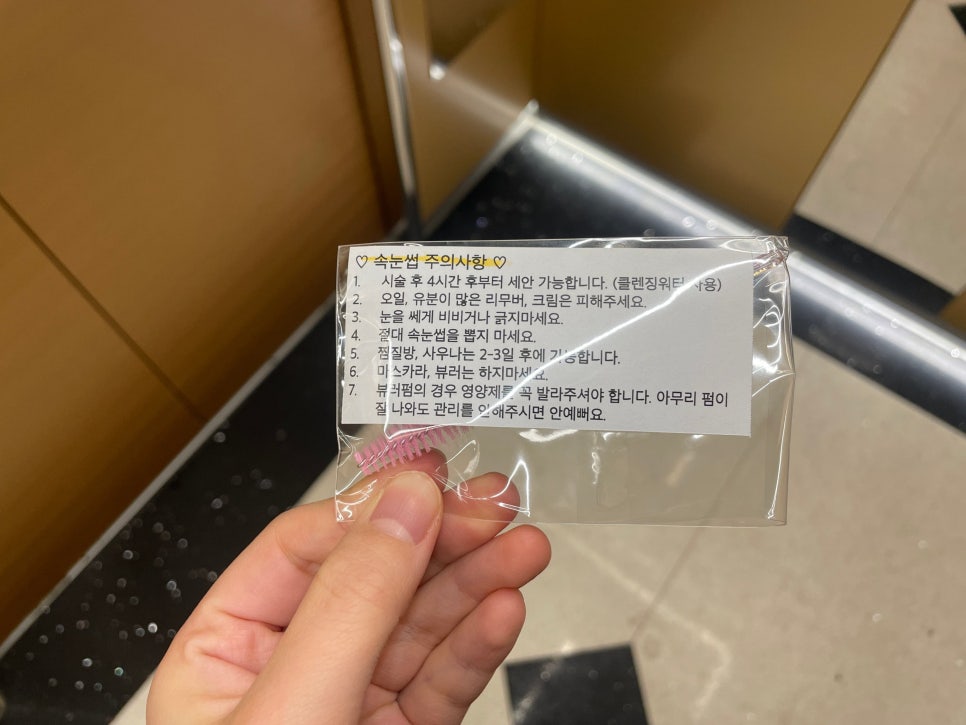 ♡ 속눈썹 주의사항 ♡
1. 시술 후 4시간 후부터 세안 가능합니다. (클렌징워터 사용)
2. 오일, 유분이 많은 리무버, 크림은 피해주세요.
3. 눈을 쎄게 비비거나 긁지마세요.
4. 절대 속눈썹을 뽑지 마세요.
5. 찜질방, 사우나는 2-3일 후에 가능합니다.
6. 마스카라, 뷰러는 하지마세요.
7. 뷰러펌의 경우 영양제를 꼭 발라주셔야 합니다. 아무리 펌이
잘 나와도 관리를 안해주시면 안예뻐요.